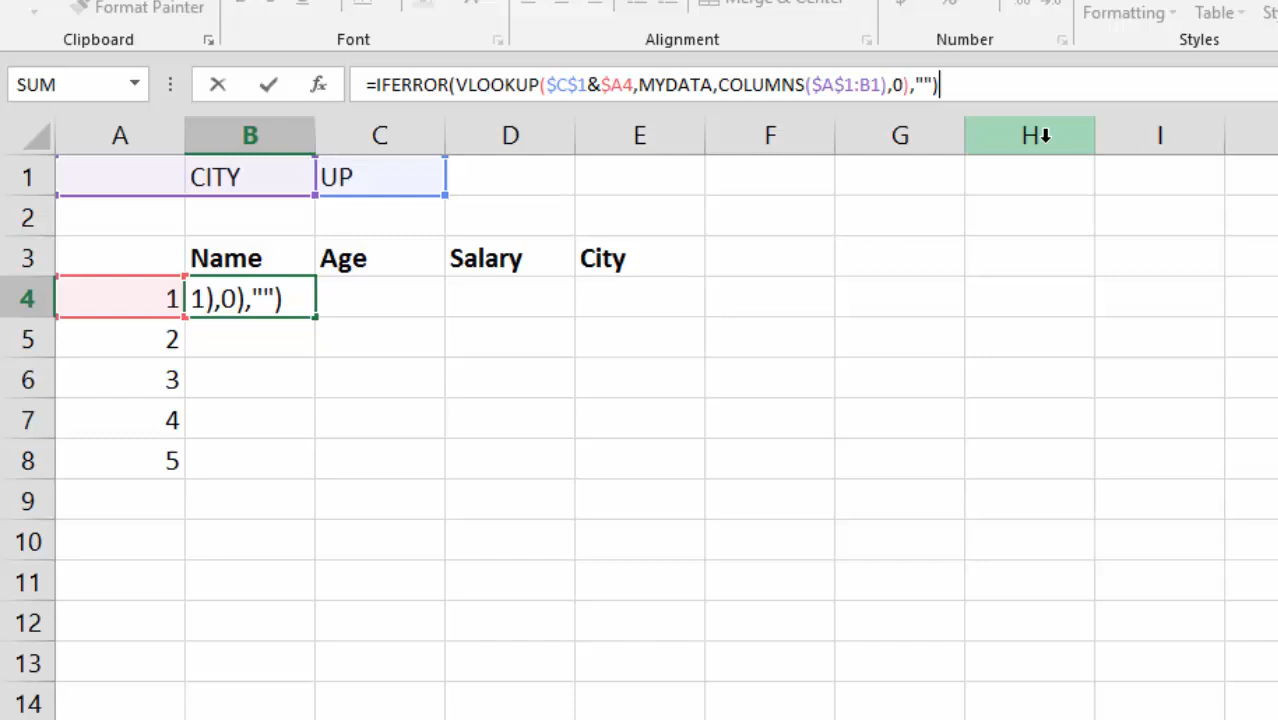 Format Painter
Merge & Center
$ %
Formatting Table
Clipboard Font Alignment Number Styles
SUM fx =IFERROR(VLOOKUP($C$1&$A4,MYDATA,COLUMNS($A$1:B1),0),"")
A B C D E F G H I
1 CITY UP
2
3 Name Age Salary City
4 1 1),0),"")
5 2
6 3
7 4
8 5
9
10
11
12
13
14